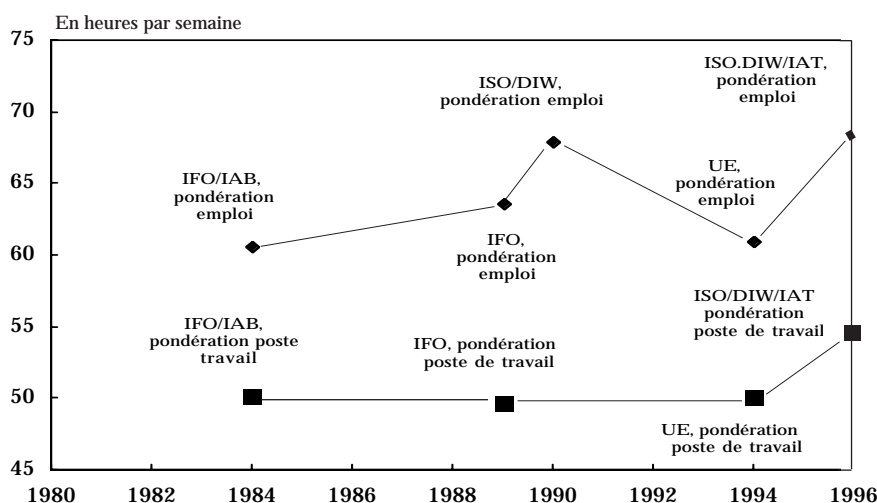 En heures par semaine
75
70
65
60
55
50
45
ISO/DIW,
pondération emploi
ISO.DIW/IAT,
pondération
emploi
IFO/IAB,
pondération
emploi
UE,
pondération
emploi
IFO,
pondération
emploi
IFO/IAB,
pondération poste
travail
IFO, pondération
poste de travail
ISO/DIW/IAT
pondération
poste de travail
UE, pondération
poste de travail
1980 1982 1984 1986 1988 1990 1992 1994 1996